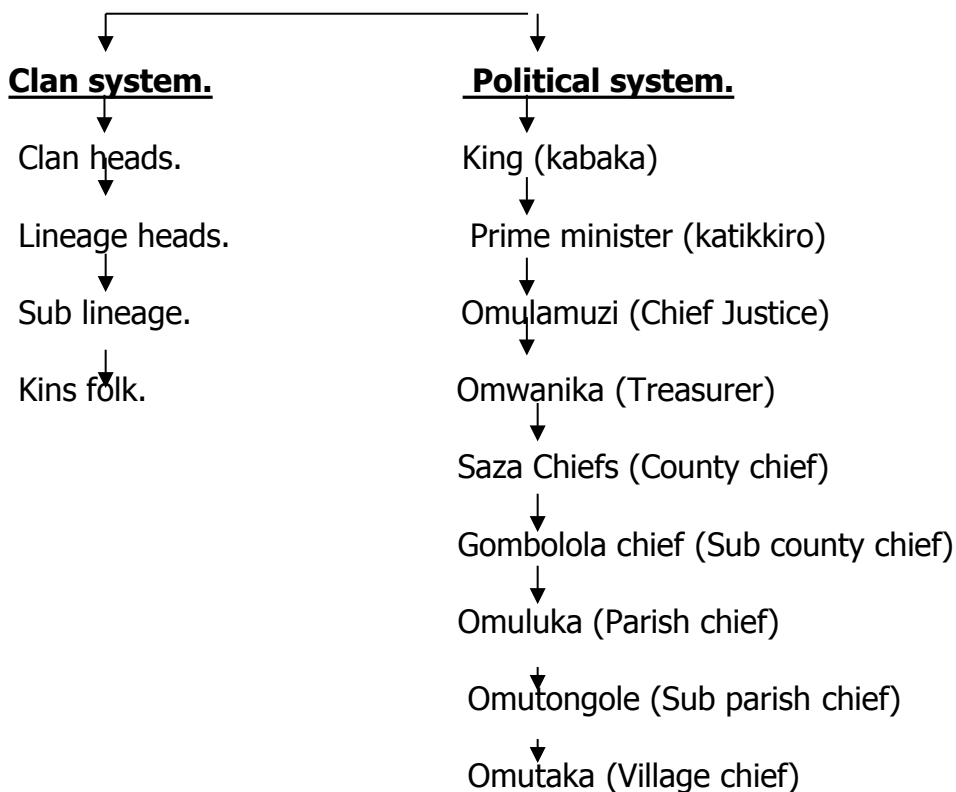 Clan system.
Political system.
Clan heads.
King (kabaka)
Lineage heads.
Prime minister (katikkiro)
Sub lineage.
Omulamuzi (Chief Justice)
Kins folk.
Omwanika (Treasurer)
Saza Chiefs (County chief)
Gombolola chief (Sub county chief)
Omuluka (Parish chief)
Omutongole (Sub parish chief)
Omutaka (Village chief)